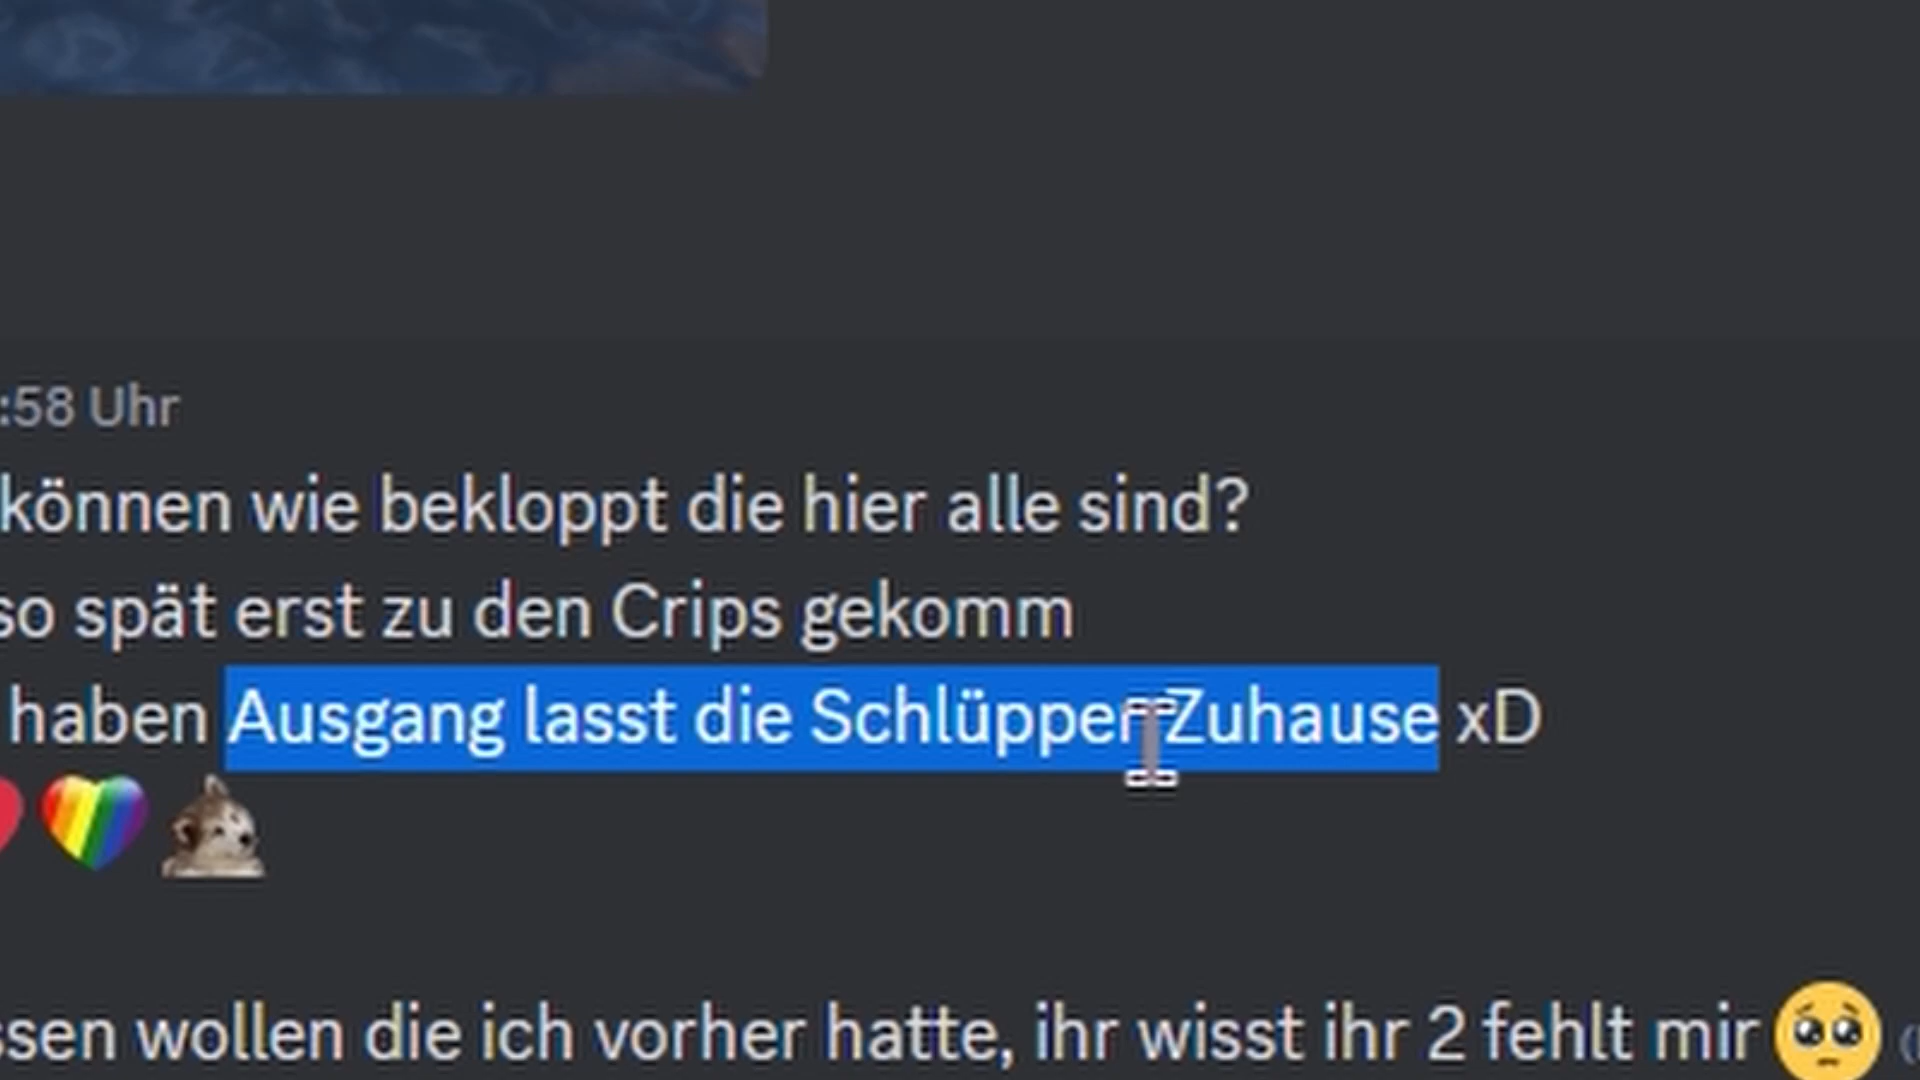 :58 Uhr
können wie bekloppt die hier alle sind?
so spät erst zu den Crips gekomm
haben Ausgang lasst die Schlüpper Zuhause xD
wollen die ich vorher hatte, ihr wisst ihr 2 fehlt mir 🥺